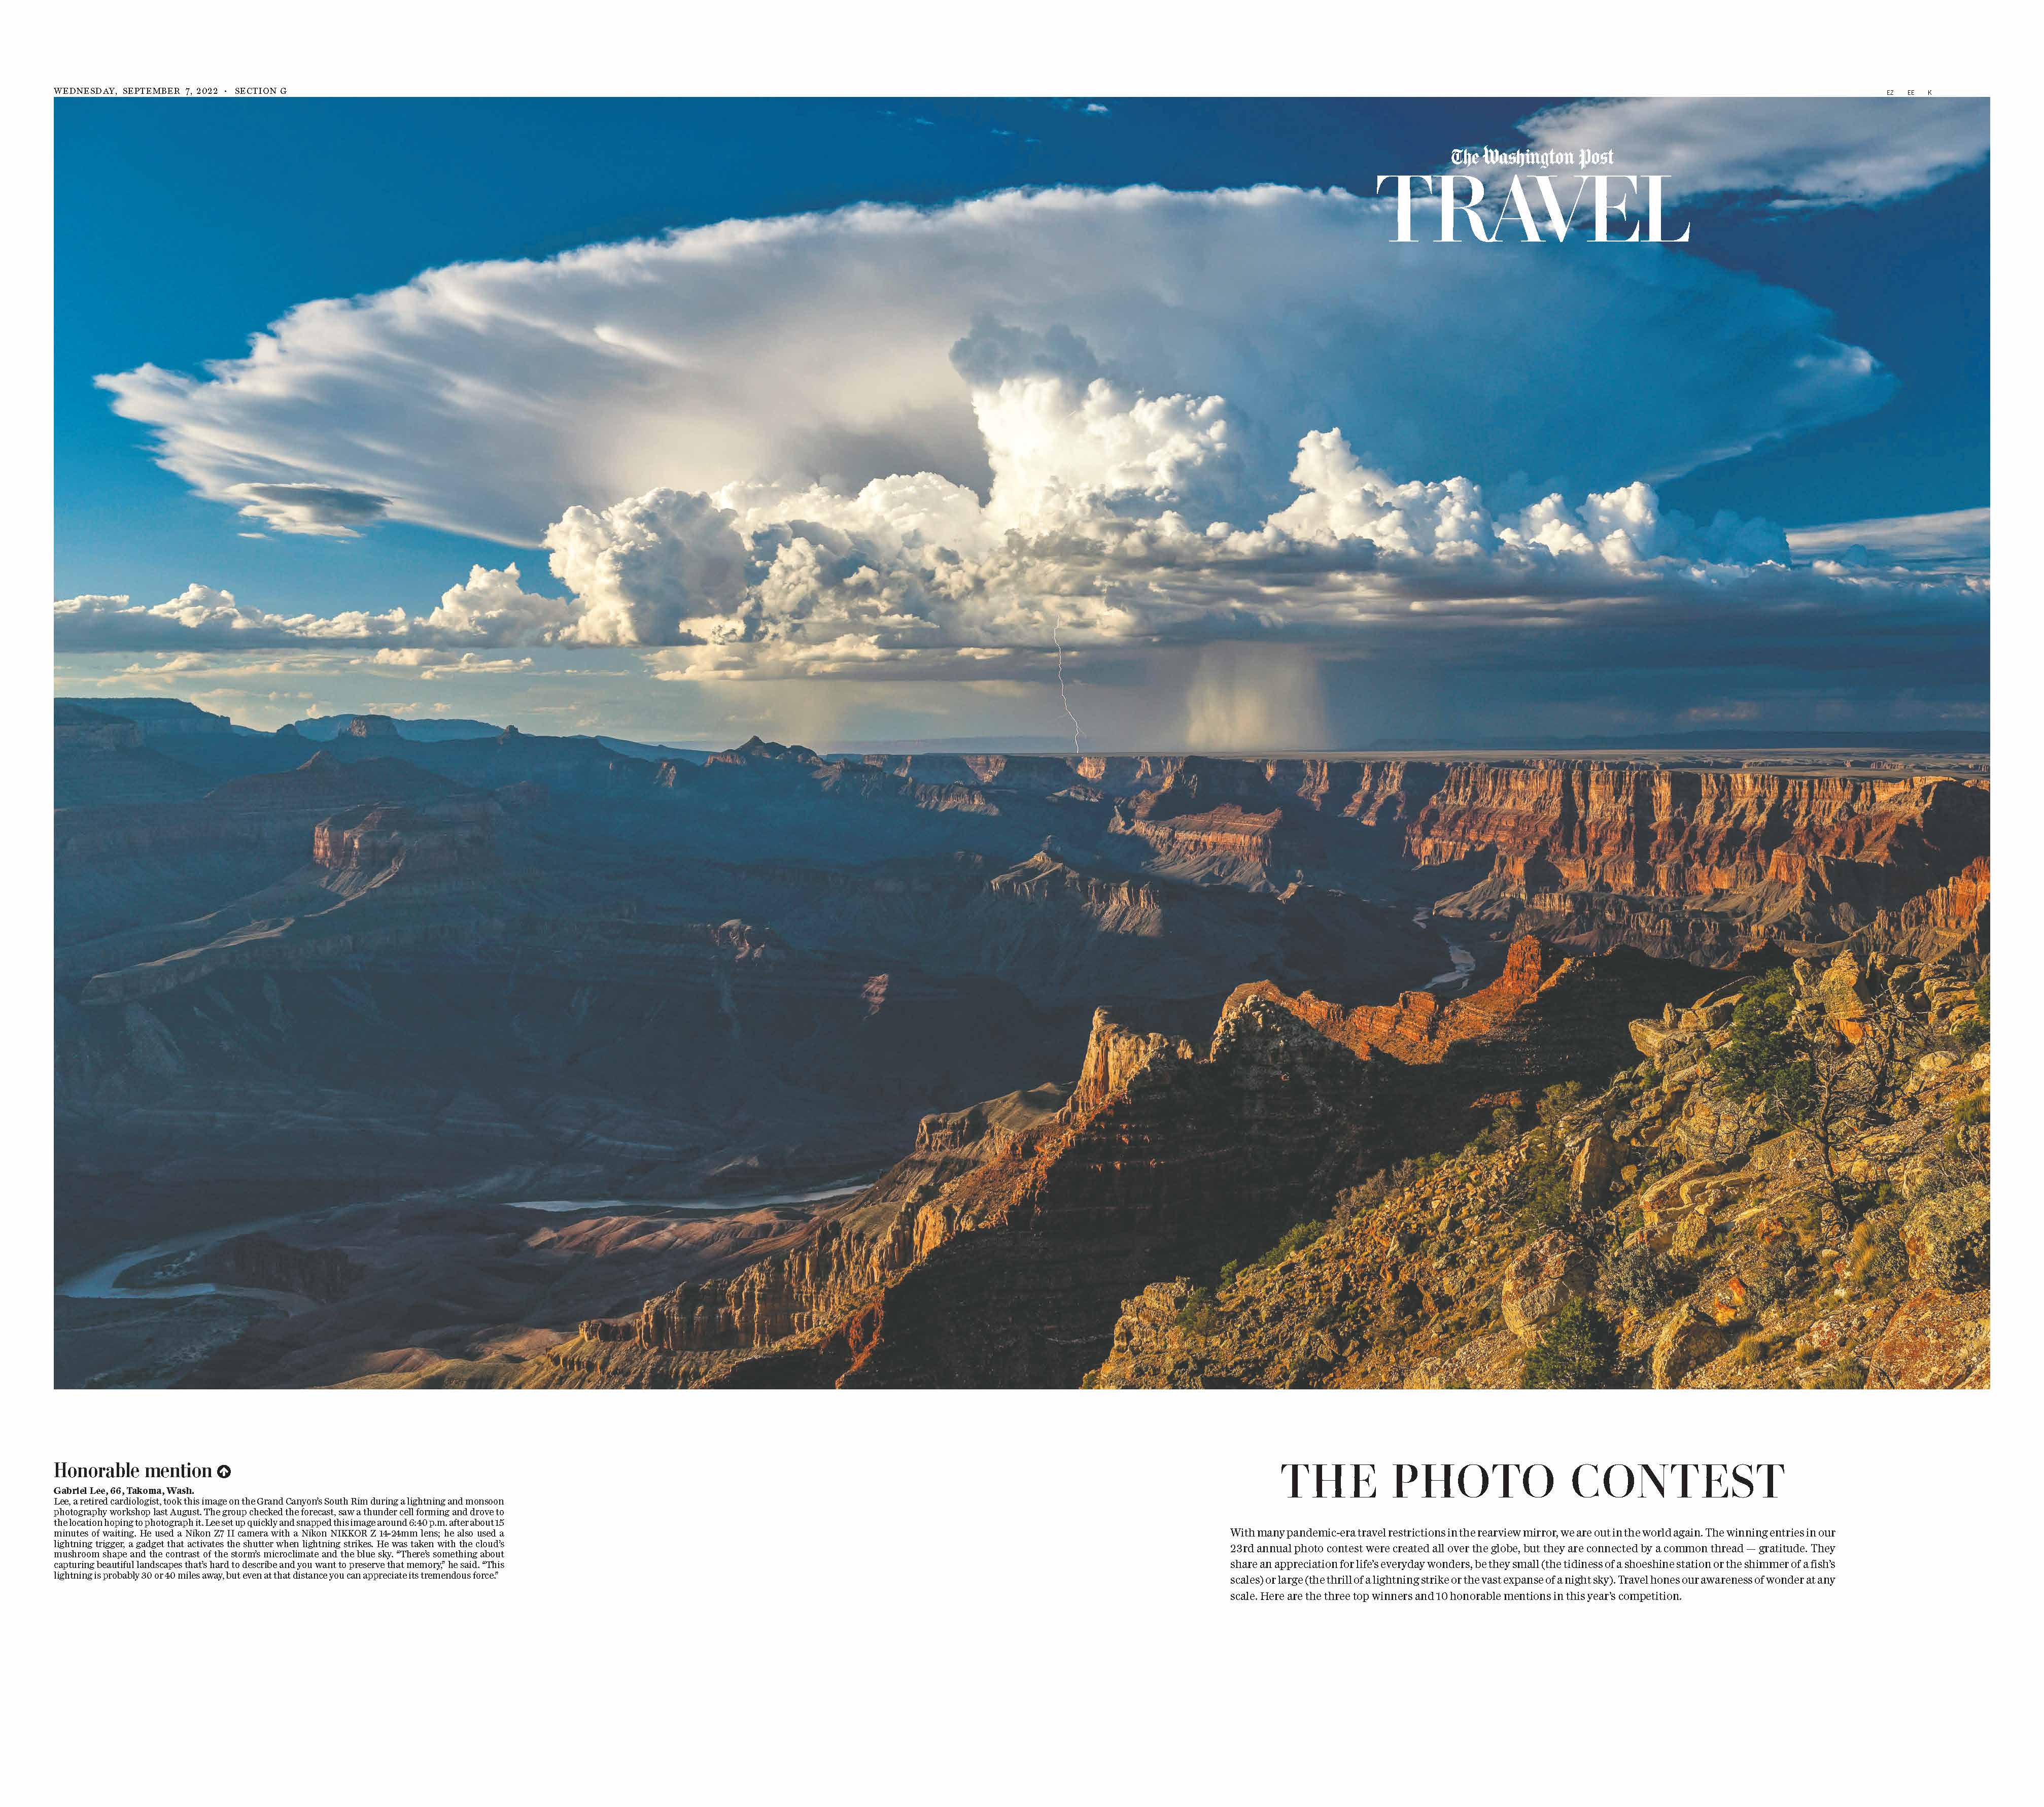 WEDNESDAY, SEPTEMBER 7, 2022 • SECTION G
EZ EE K
The Washington Post
TRAVEL
Honorable mention
Gabriel Lee, 66, Takoma, Wash.
Lee, a retired cardiologist, took this image on the Grand Canyon's South Rim during a lightning and monsoon
photography workshop last August. The group checked the forecast, saw a thunder cell forming and drove to
the location hoping to photograph it. Lee set up quickly and snapped this image around 6:40 p.m. after about 15
minutes of waiting. He used a Nikon Z7 II camera with a Nikon NIKKOR Z 14-24mm lens; he also used a
lightning trigger, a gadget that activates the shutter when lightning strikes. He was taken with the cloud's
mushroom shape and the contrast of the storm's microclimate and the blue sky. “There's something about
capturing beautiful landscapes that's hard to describe and you want to preserve that memory,” he said. “This
lightning is probably 30 or 40 miles away, but even at that distance you can appreciate its tremendous force.”
THE PHOTO CONTEST
With many pandemic-era travel restrictions in the rearview mirror, we are out in the world again. The winning entries in our
23rd annual photo contest were created all over the globe, but they are connected by a common thread — gratitude. They
share an appreciation for life's everyday wonders, be they small (the tidiness of a shoeshine station or the shimmer of a fish's
scales) or large (the thrill of a lightning strike or the vast expanse of a night sky). Travel hones our awareness of wonder at any
scale. Here are the three top winners and 10 honorable mentions in this year's competition.